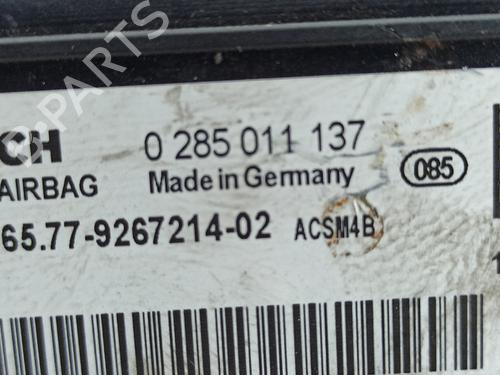 CH 0 285 011 137
AIRBAG Made in Germany 085
65.77-9267214-02 ACSM4B
B-PARTS